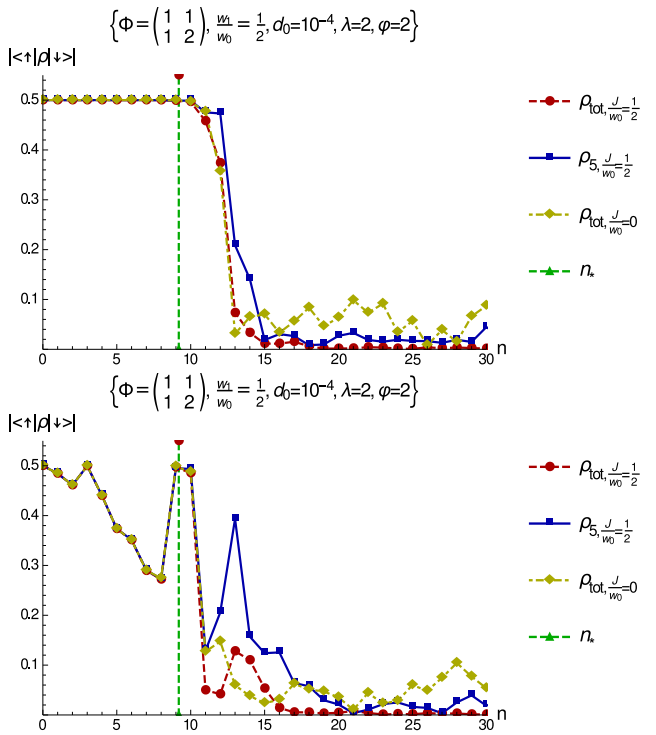 {Φ=(1 1 1 2), w₁/w₀=1/2, d₀=10⁻⁴, λ=2, φ=2}
|<↑|ρ|↓>|
0.5
0.4
0.3
0.2
0.1
0 5 10 15 20 25 30 n
ρtot, J/w₀=1/2
ρ5, J/w₀=1/2
ρtot, J/w₀=0
n*
{Φ=(1 1 1 2), w₁/w₀=1/2, d₀=10⁻⁴, λ=2, φ=2}
|<↑|ρ|↓>|
0.5
0.4
0.3
0.2
0.1
0 5 10 15 20 25 30 n
ρtot, J/w₀=1/2
ρ5, J/w₀=1/2
ρtot, J/w₀=0
n*